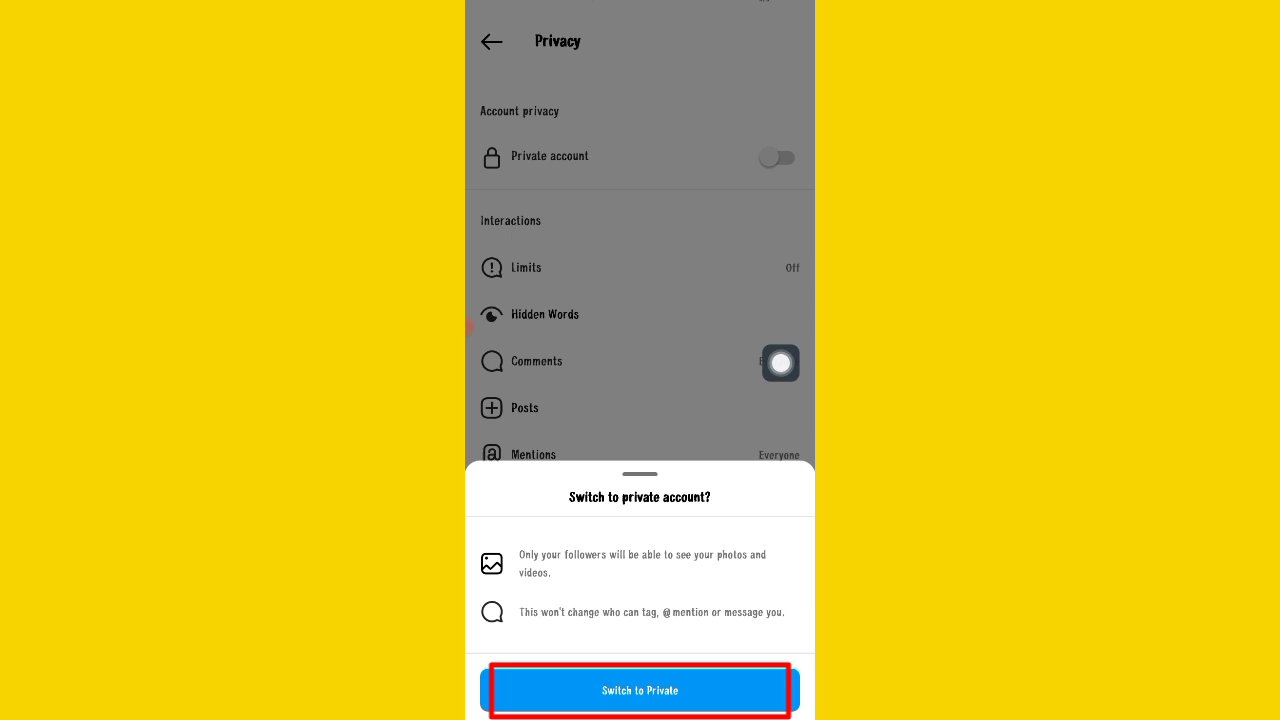 Privacy
Account privacy
Private account
Interactions
Limits Off
Hidden Words
Comments
Posts
Mentions Everyone
Switch to private account?
Only your followers will be able to see your photos and
videos.
This won't change who can tag, @mention or message you.
Switch to Private